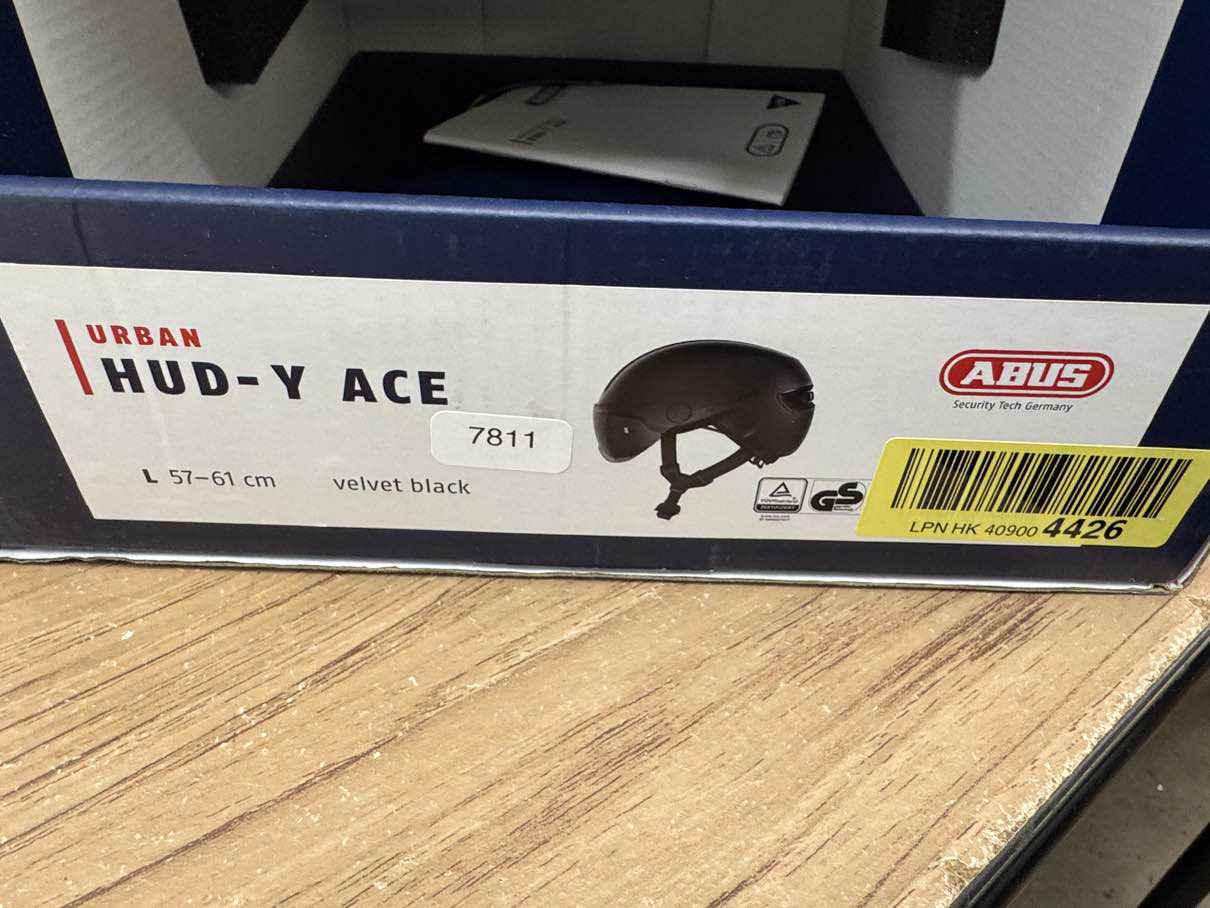 URBAN
HUD-Y ACE
7811
L 57–61 cm velvet black
ABUS
Security Tech Germany
GS
LPN HK 40900 4426